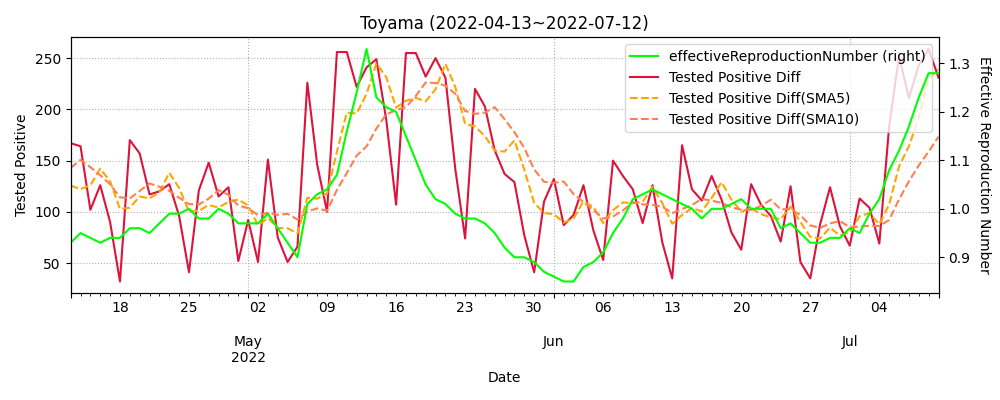 Toyama (2022-04-13~2022-07-12)
effectiveReproductionNumber (right)
Tested Positive Diff
Tested Positive Diff(SMA5)
Tested Positive Diff(SMA10)
Tested Positive
250
200
150
100
50
1.3
1.2
1.1
1.0
0.9
Effective Reproduction Number
18 25 02 09 16 23 30 06 13 20 27 04
May Jun Jul
2022
Date